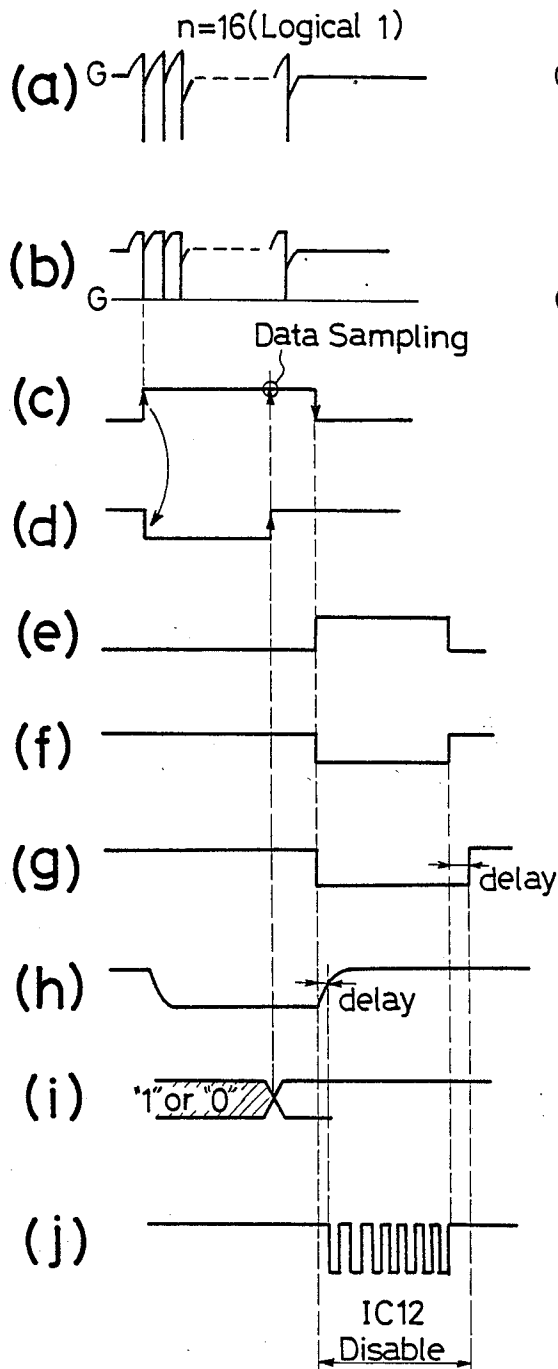 n=16(Logical 1)
(a) G
(b)
G
Data Sampling
(c)
(d)
(e)
(f)
(g) delay
(h) delay
(i) "1" or "0"
(j)
IC12
Disable